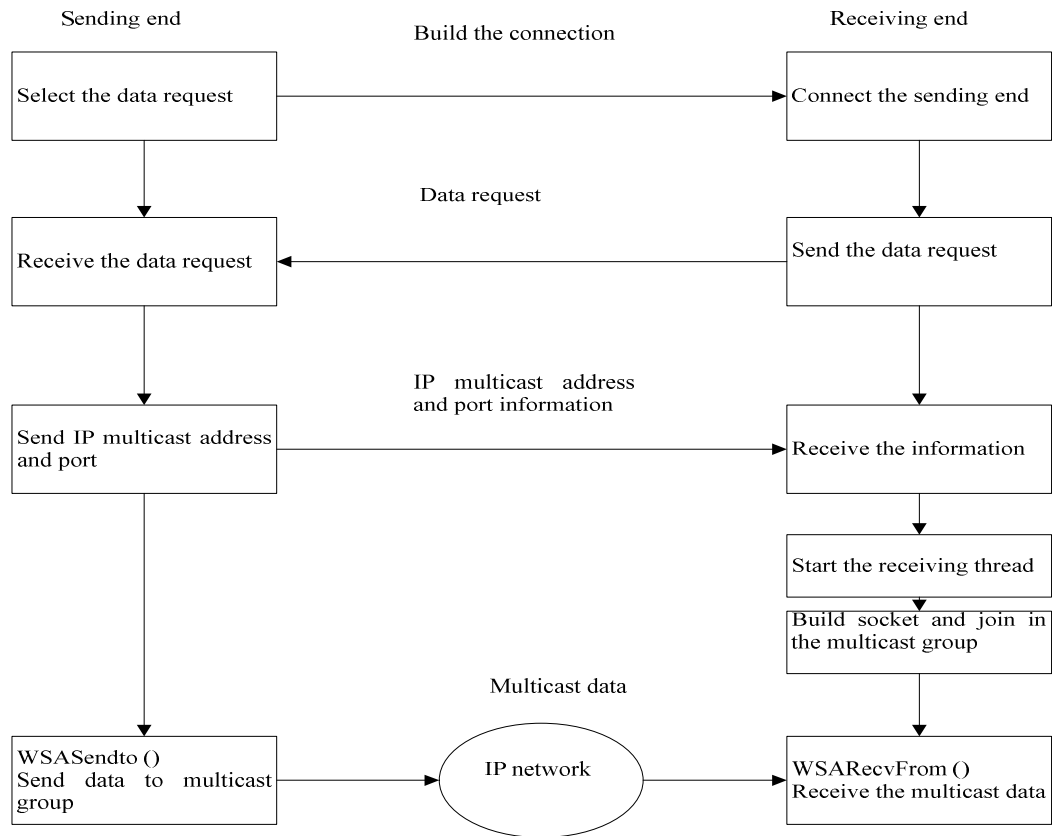 Sending end
Build the connection
Receiving end
Select the data request
Connect the sending end
Data request
Receive the data request
Send the data request
IP multicast address
and port information
Send IP multicast address
and port
Receive the information
Start the receiving thread
Build socket and join in
the multicast group
Multicast data
WSASendto ()
Send data to multicast
group
IP network
WSARecvFrom ()
Receive the multicast data